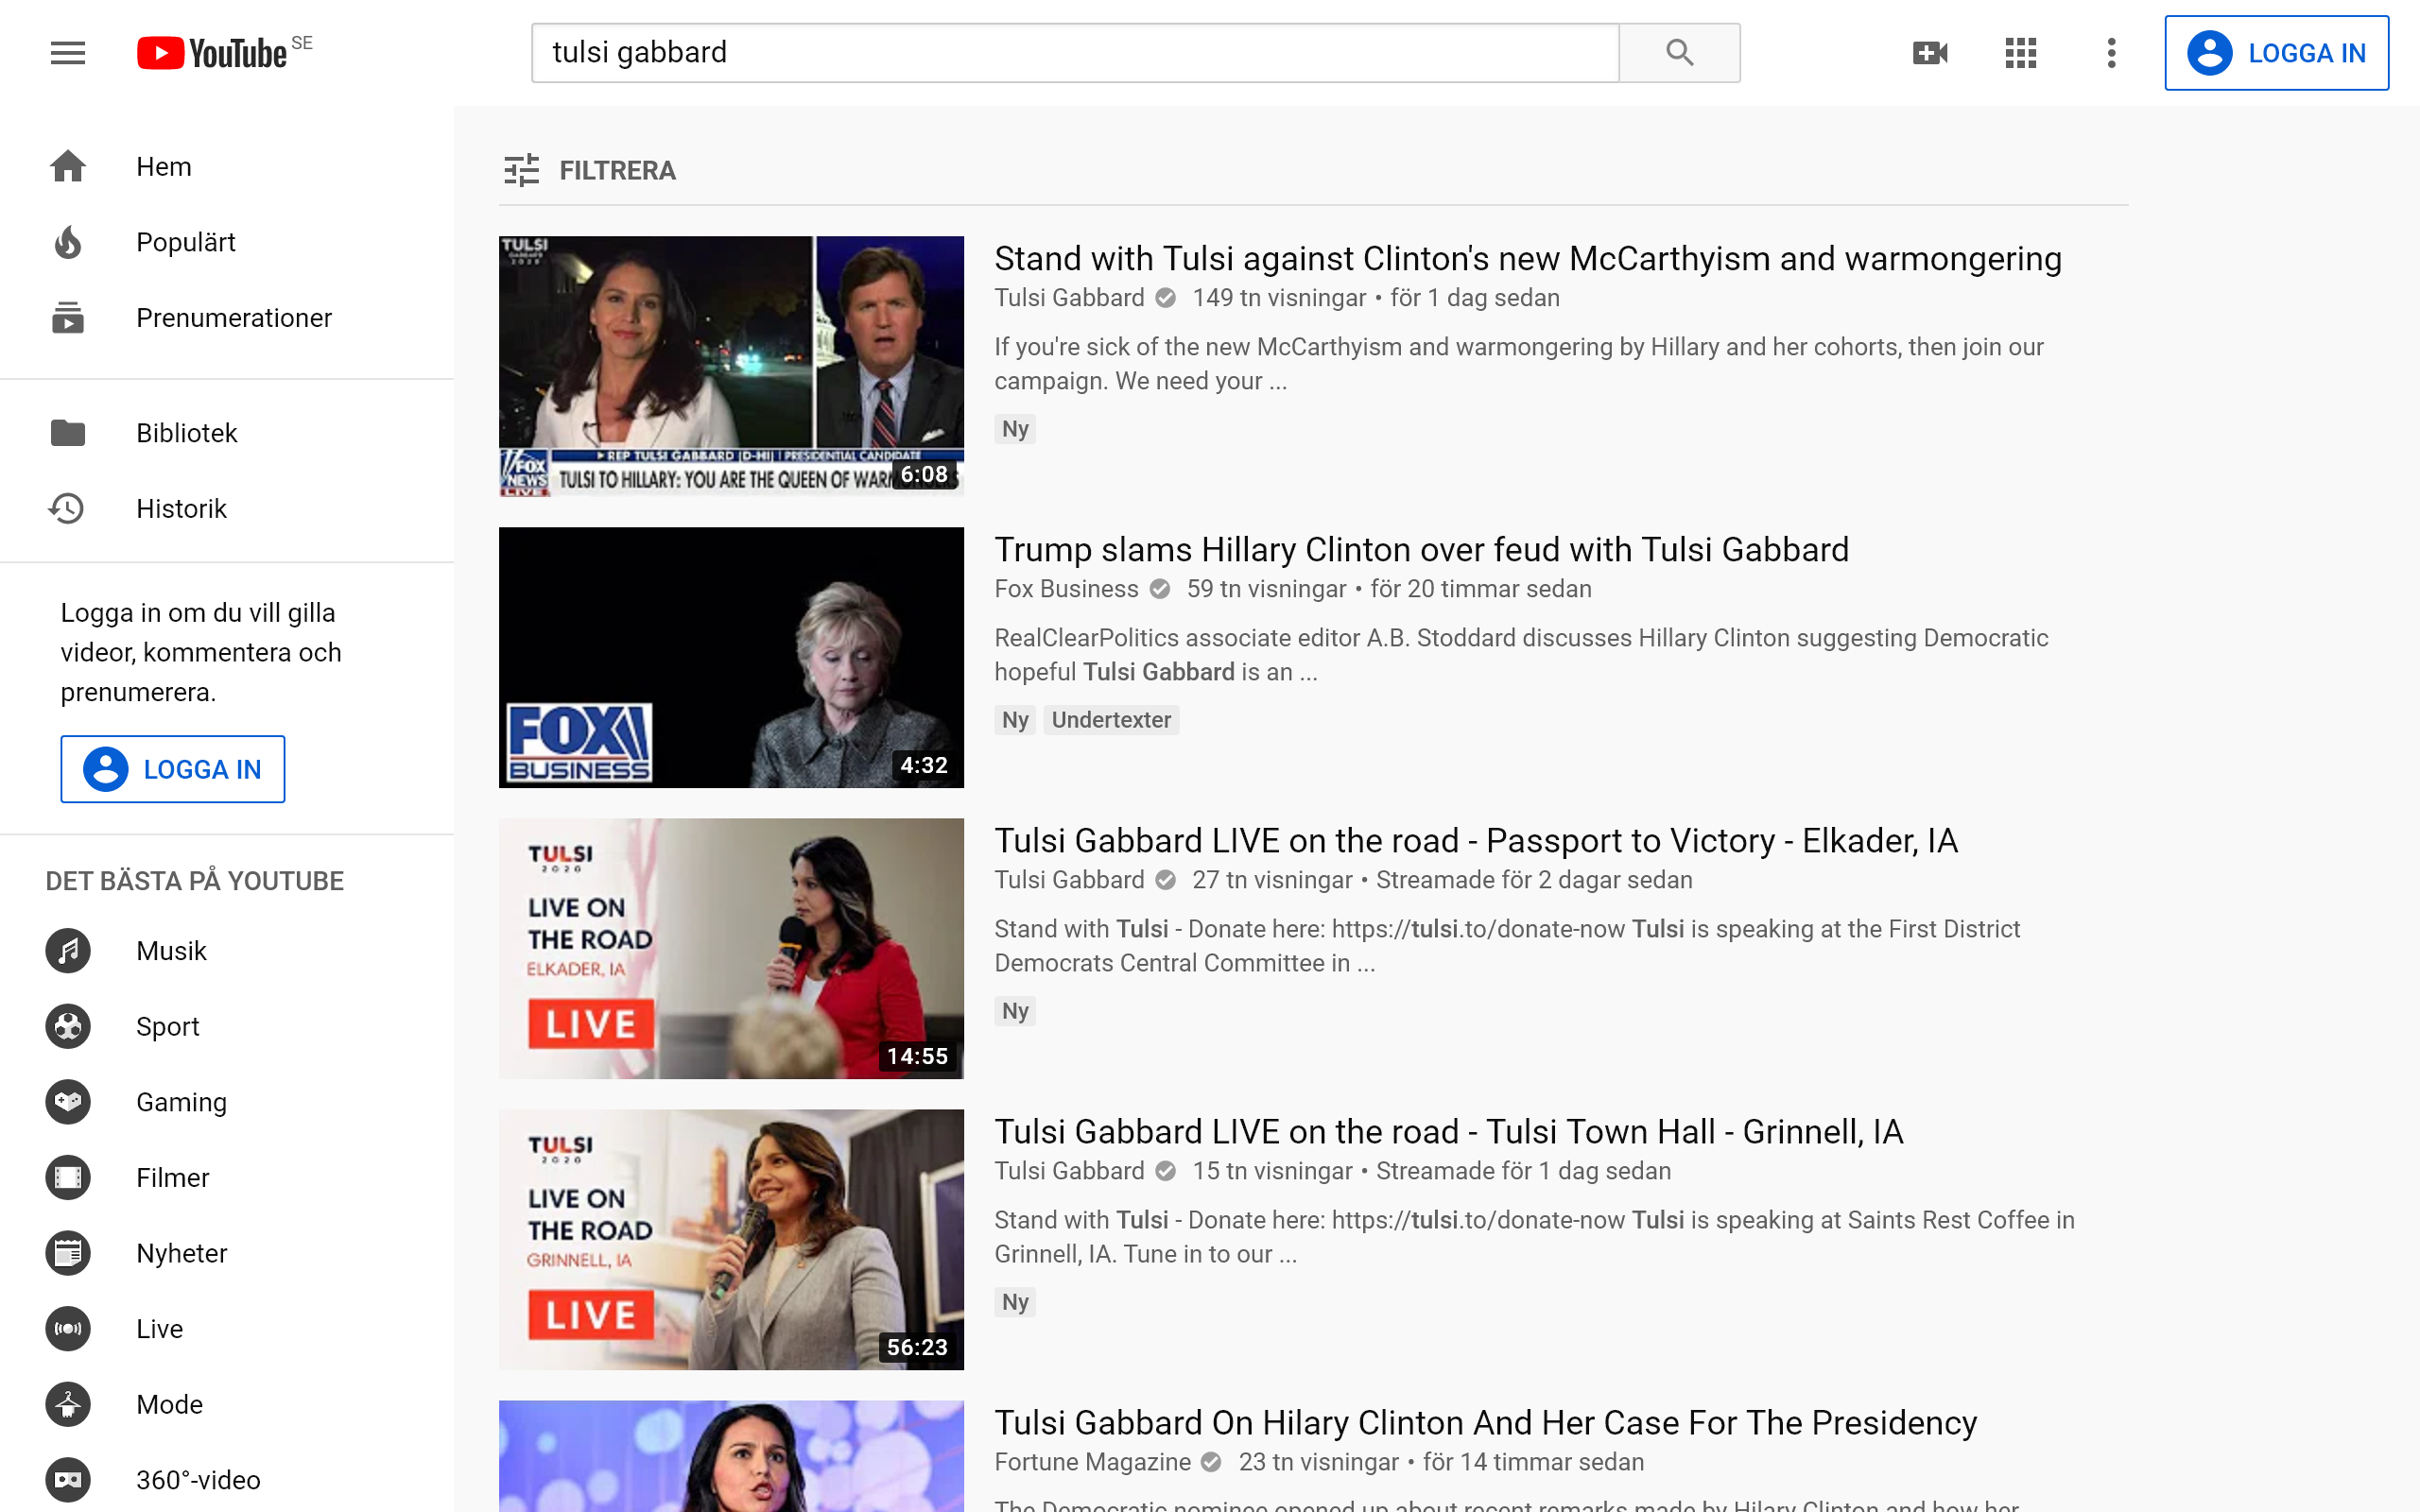 YouTube SE
tulsi gabbard
LOGGA IN
Hem
Populärt
Prenumerationer
Bibliotek
Historik
Logga in om du vill gilla
videor, kommentera och
prenumerera.
LOGGA IN
DET BÄSTA PÅ YOUTUBE
Musik
Sport
Gaming
Filmer
Nyheter
Live
Mode
360°-video
FILTRERA
TULSI
2020
REP TULSI GABBARD (D-HI) | PRESIDENTIAL CANDIDATE
FOX
NEWS
LIVE
TULSI TO HILLARY: YOU ARE THE QUEEN OF
6:08
Stand with Tulsi against Clinton's new McCarthyism and warmongering
Tulsi Gabbard 149 tn visningar • för 1 dag sedan
If you're sick of the new McCarthyism and warmongering by Hillary and her cohorts, then join our
campaign. We need your ...
Ny
FOX
BUSINESS
4:32
Trump slams Hillary Clinton over feud with Tulsi Gabbard
Fox Business 59 tn visningar • för 20 timmar sedan
RealClearPolitics associate editor A.B. Stoddard discusses Hillary Clinton suggesting Democratic
hopeful Tulsi Gabbard is an ...
Ny Undertexter
TULSI
2020
LIVE ON
THE ROAD
ELKADER, IA
LIVE
14:55
Tulsi Gabbard LIVE on the road - Passport to Victory - Elkader, IA
Tulsi Gabbard 27 tn visningar • Streamade för 2 dagar sedan
Stand with Tulsi - Donate here: https://tulsi.to/donate-now Tulsi is speaking at the First District
Democrats Central Committee in ...
Ny
TULSI
2020
LIVE ON
THE ROAD
GRINNELL, IA
LIVE
56:23
Tulsi Gabbard LIVE on the road - Tulsi Town Hall - Grinnell, IA
Tulsi Gabbard 15 tn visningar • Streamade för 1 dag sedan
Stand with Tulsi - Donate here: https://tulsi.to/donate-now Tulsi is speaking at Saints Rest Coffee in
Grinnell, IA. Tune in to our ...
Ny
Tulsi Gabbard On Hilary Clinton And Her Case For The Presidency
Fortune Magazine 23 tn visningar • för 14 timmar sedan
The Democratic nominee opened up about recent remarks made by Hilary Clinton and how her